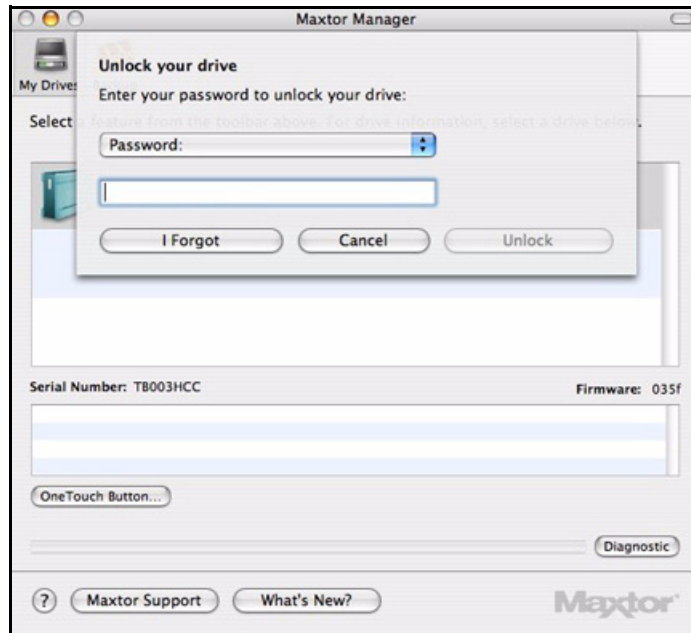 Maxtor Manager
My Drives
Unlock your drive
Enter your password to unlock your drive:
Select a feature from the toolbar above. For drive information, select a drive below.
Password:
I Forgot
Cancel
Unlock
Serial Number: TB003HCC
Firmware: 035f
OneTouch Button...
Diagnostic
?
Maxtor Support
What's New?
Maxtor